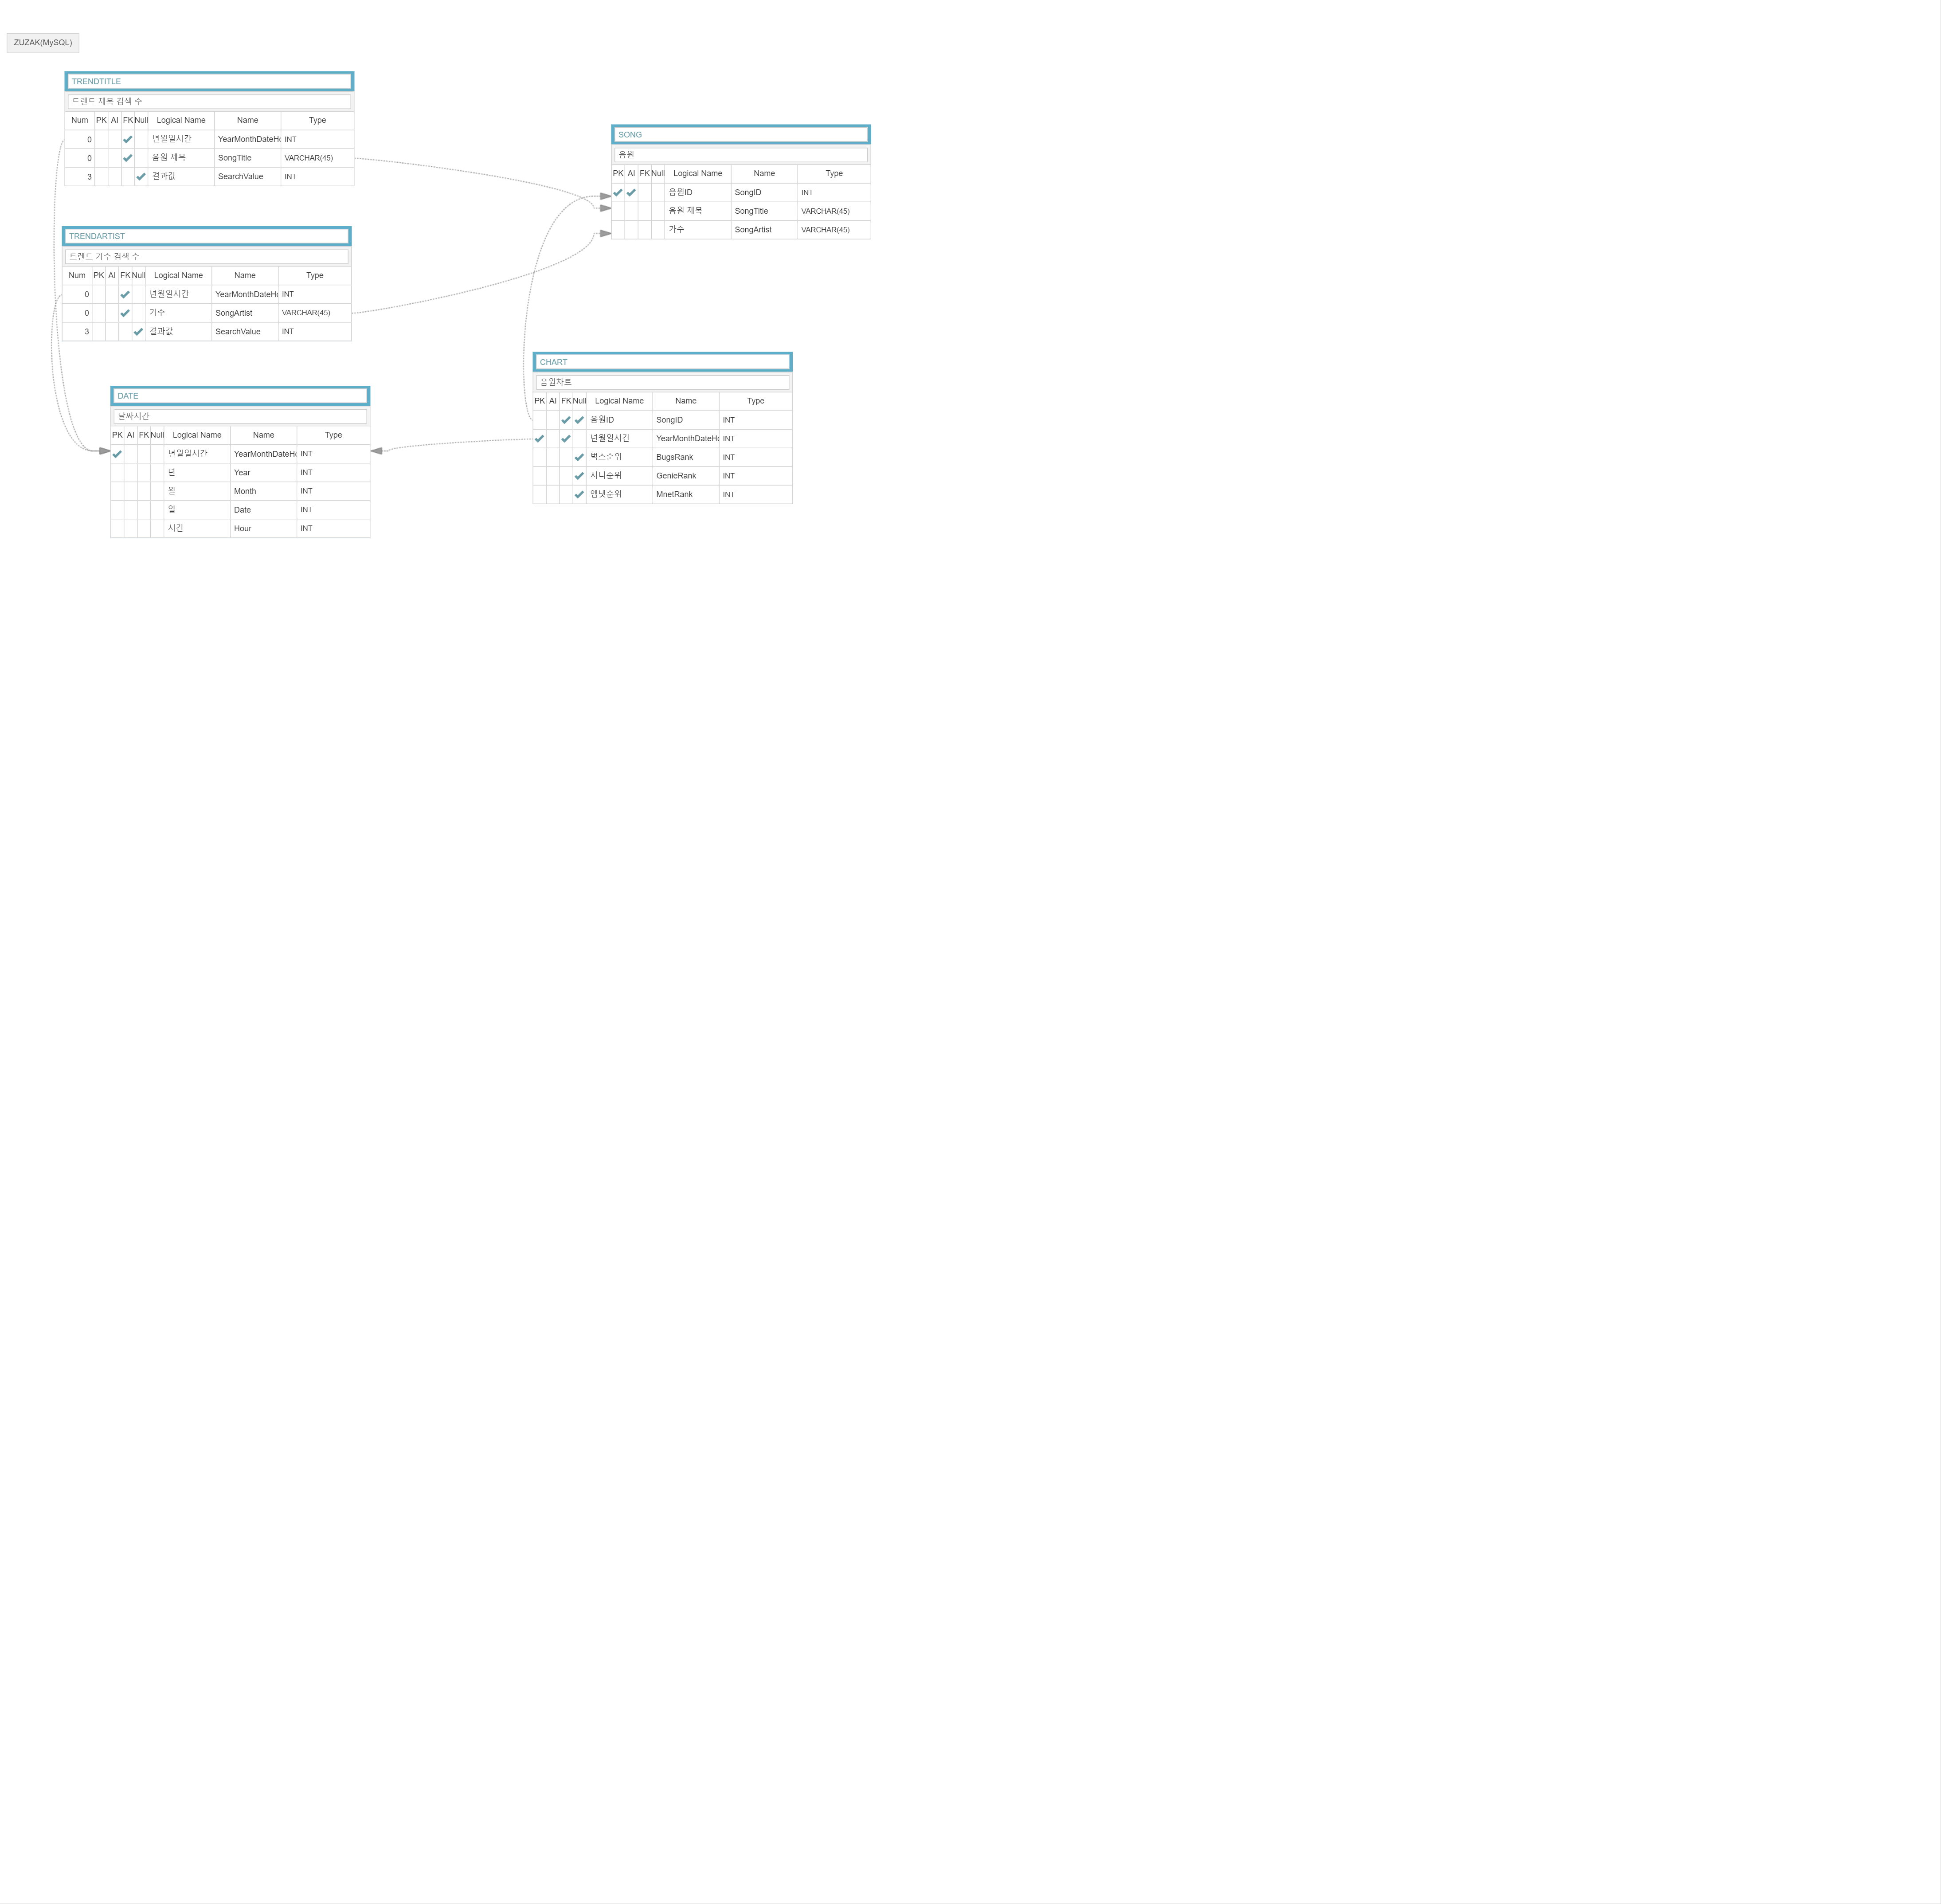 ZUZAK(MySQL)
TRENDTITLE
트렌드 제목 검색 수
Num PK AI FK Null Logical Name Name Type
0 년월일시간 YearMonthDateHo INT
0 음원 제목 SongTitle VARCHAR(45)
3 결과값 SearchValue INT
SONG
음원
PK AI FK Null Logical Name Name Type
음원ID SongID INT
음원 제목 SongTitle VARCHAR(45)
가수 SongArtist VARCHAR(45)
TRENDARTIST
트렌드 가수 검색 수
Num PK AI FK Null Logical Name Name Type
0 년월일시간 YearMonthDateHo INT
0 가수 SongArtist VARCHAR(45)
3 결과값 SearchValue INT
CHART
음원차트
PK AI FK Null Logical Name Name Type
음원ID SongID INT
년월일시간 YearMonthDateHo INT
벅스순위 BugsRank INT
지니순위 GenieRank INT
엠넷순위 MnetRank INT
DATE
날짜시간
PK AI FK Null Logical Name Name Type
년월일시간 YearMonthDateHo INT
년 Year INT
월 Month INT
일 Date INT
시간 Hour INT